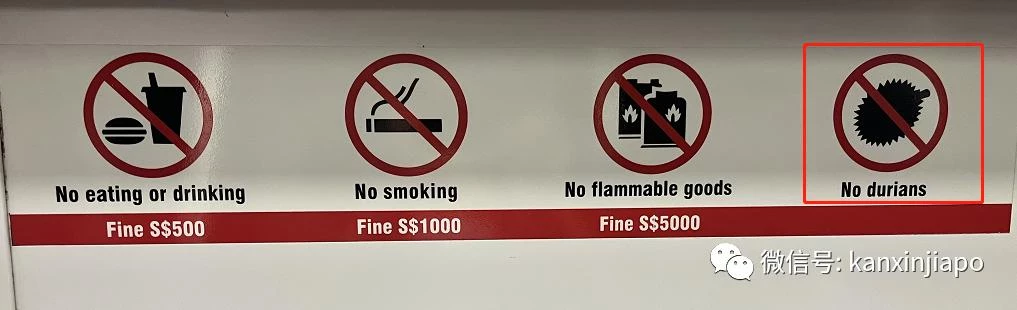 No eating or drinking
No smoking
No flammable goods
No durians
Fine S$500
Fine S$1000
Fine S$5000
微信号: kanxinjiapo